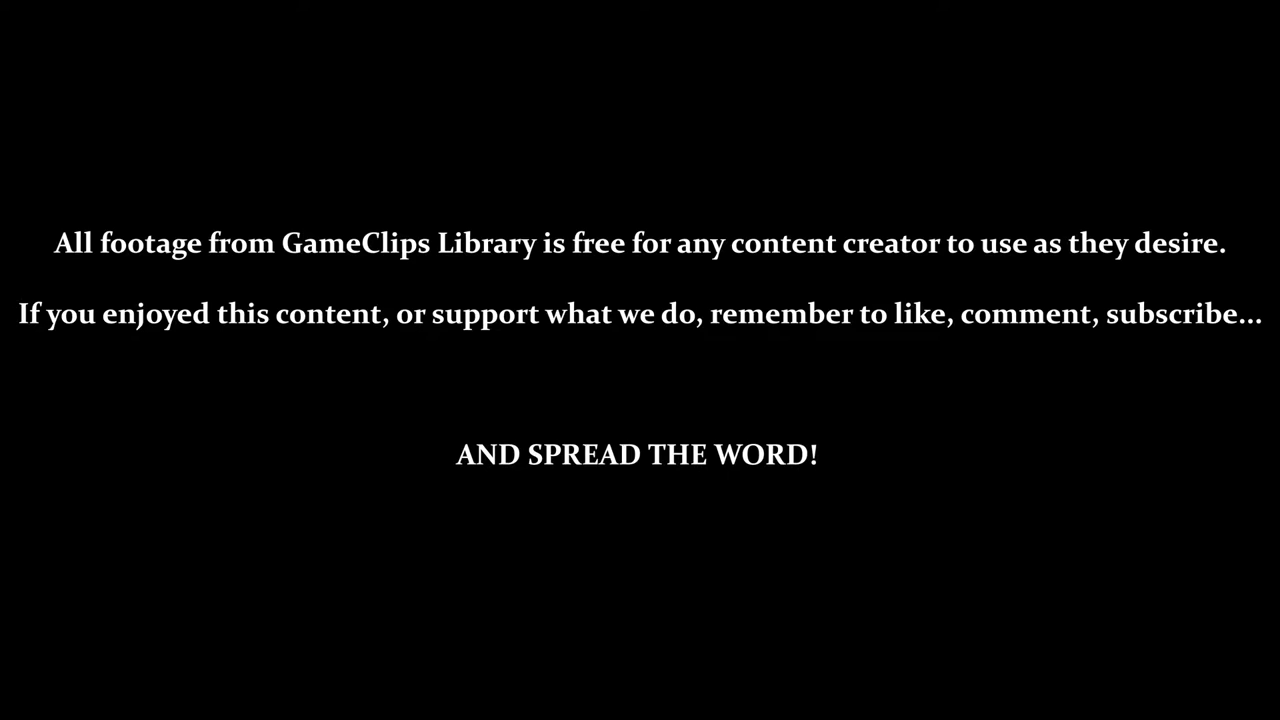 All footage from GameClips Library is free for any content creator to use as they desire.
If you enjoyed this content, or support what we do, remember to like, comment, subscribe...
AND SPREAD THE WORD!